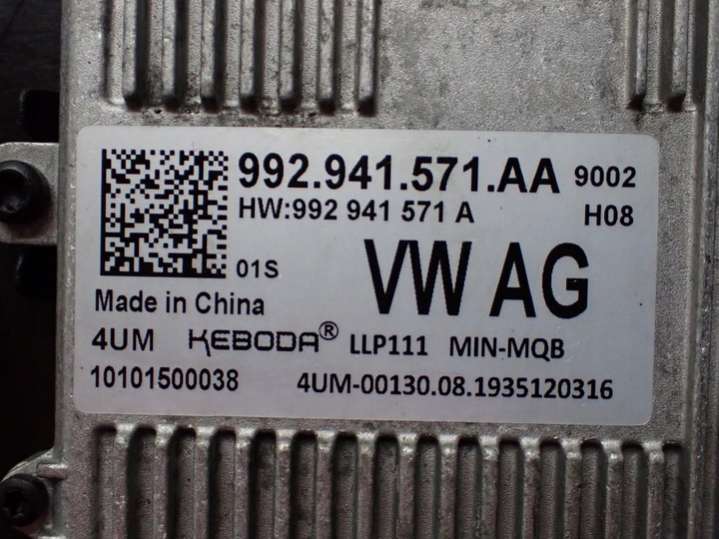 992.941.571.AA 9002
HW:992 941 571 A H08
01S VW AG
Made in China
4UM KEBODA® LLP111 MIN-MQB
10101500038 4UM-00130.08.1935120316